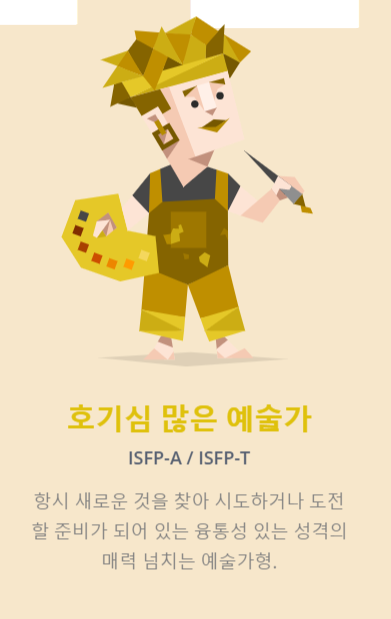 호기심 많은 예술가
ISFP-A / ISFP-T
항시 새로운 것을 찾아 시도하거나 도전
할 준비가 되어 있는 융통성 있는 성격의
매력 넘치는 예술가형.